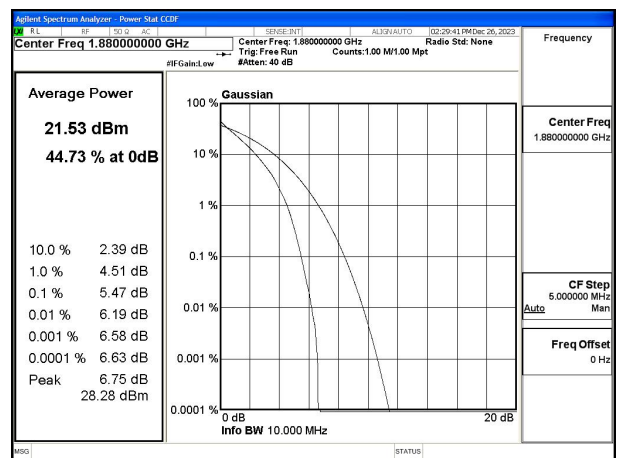 Agilent Spectrum Analyzer - Power Stat CCDF
RL RF 50 Ω AC SENSE:INT ALIGN AUTO 02:29:41 PM Dec 26, 2023
Center Freq 1.880000000 GHz
Center Freq: 1.880000000 GHz Radio Std: None
Trig: Free Run Counts:1.00 M/1.00 Mpt
#IFGain:Low #Atten: 40 dB
Average Power
21.53 dBm
44.73 % at 0dB
10.0 % 2.39 dB
1.0 % 4.51 dB
0.1 % 5.47 dB
0.01 % 6.19 dB
0.001 % 6.58 dB
0.0001 % 6.63 dB
Peak 6.75 dB
28.28 dBm
Gaussian
100 %
10 %
1 %
0.1 %
0.01 %
0.001 %
0.0001 %
0 dB 20 dB
Info BW 10.000 MHz
Frequency
Center Freq
1.880000000 GHz
CF Step
5.000000 MHz
Auto Man
Freq Offset
0 Hz
MSG STATUS